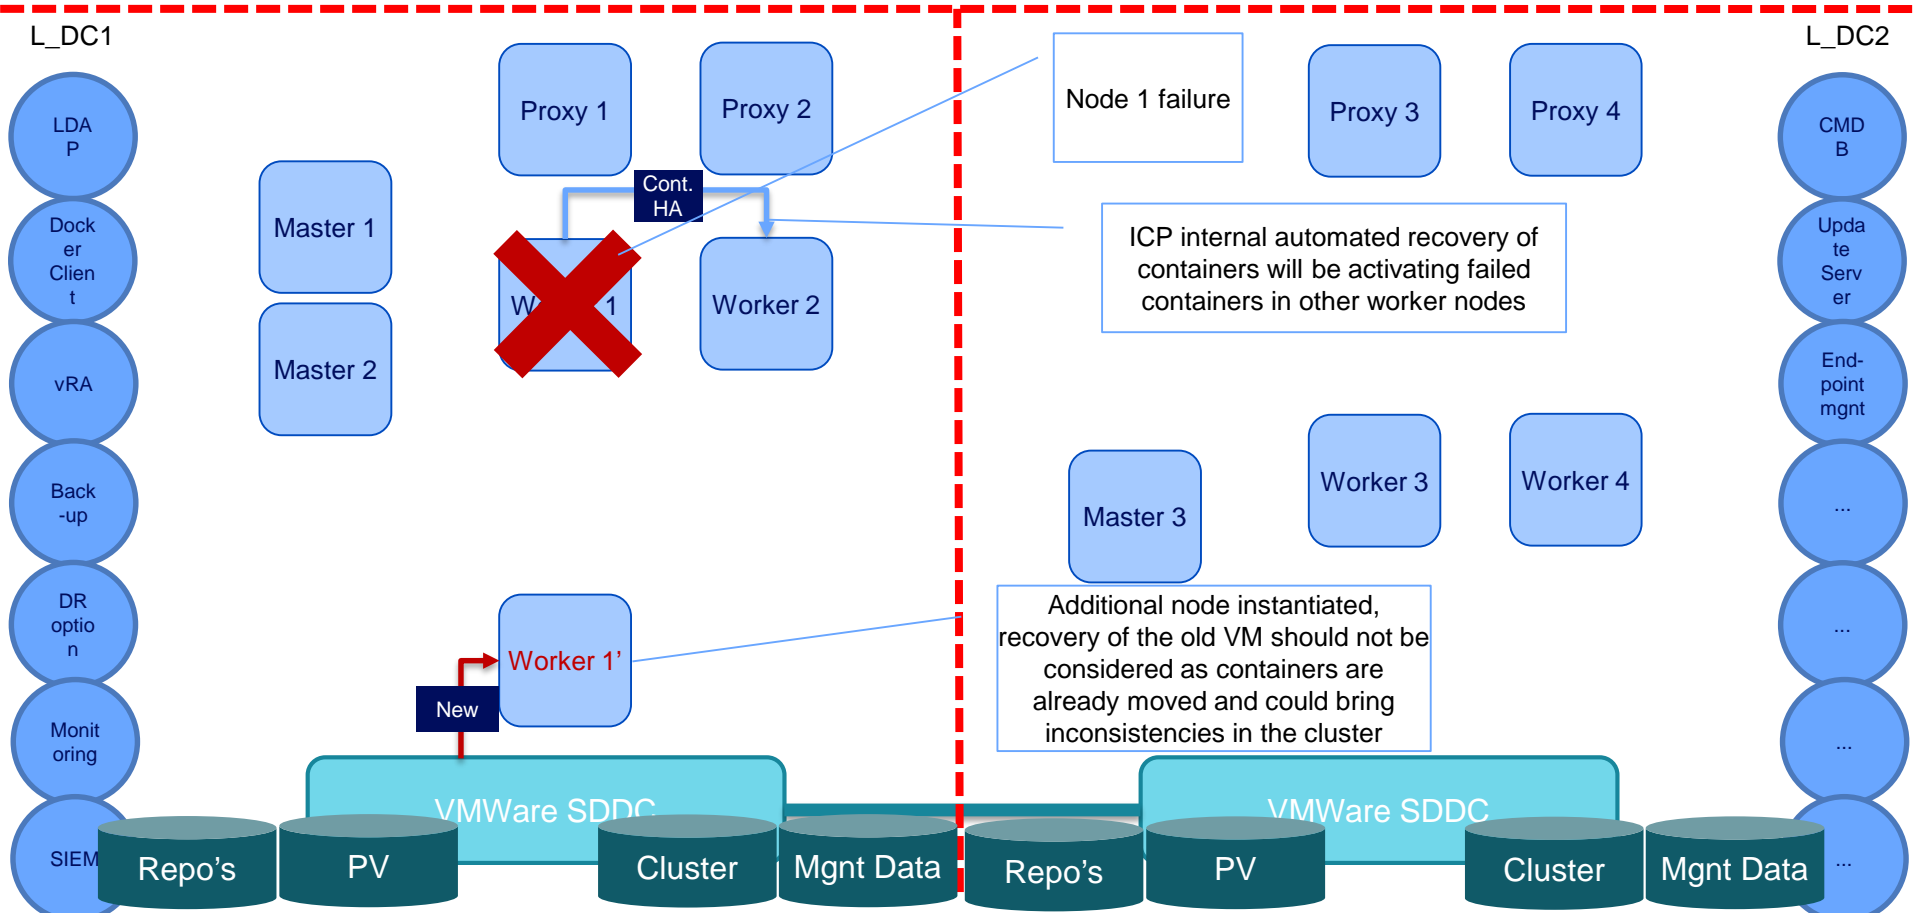 L_DC1
L_DC2
LDA
P
Dock
er
Clien
t
vRA
Back
-up
DR
optio
n
Monit
oring
SIEM
Proxy 1
Proxy 2
Master 1
Master 2
Cont.
HA
W 1
Worker 2
Worker 1’
New
VMWare SDDC
Repo’s
PV
Cluster
Mgnt Data
Node 1 failure
Proxy 3
Proxy 4
ICP internal automated recovery of
containers will be activating failed
containers in other worker nodes
Worker 3
Worker 4
Master 3
Additional node instantiated,
recovery of the old VM should not be
considered as containers are
already moved and could bring
inconsistencies in the cluster
VMWare SDDC
Repo’s
PV
Cluster
Mgnt Data
CMD
B
Upda
te
Serv
er
End-
point
mgnt
...
...
...
...